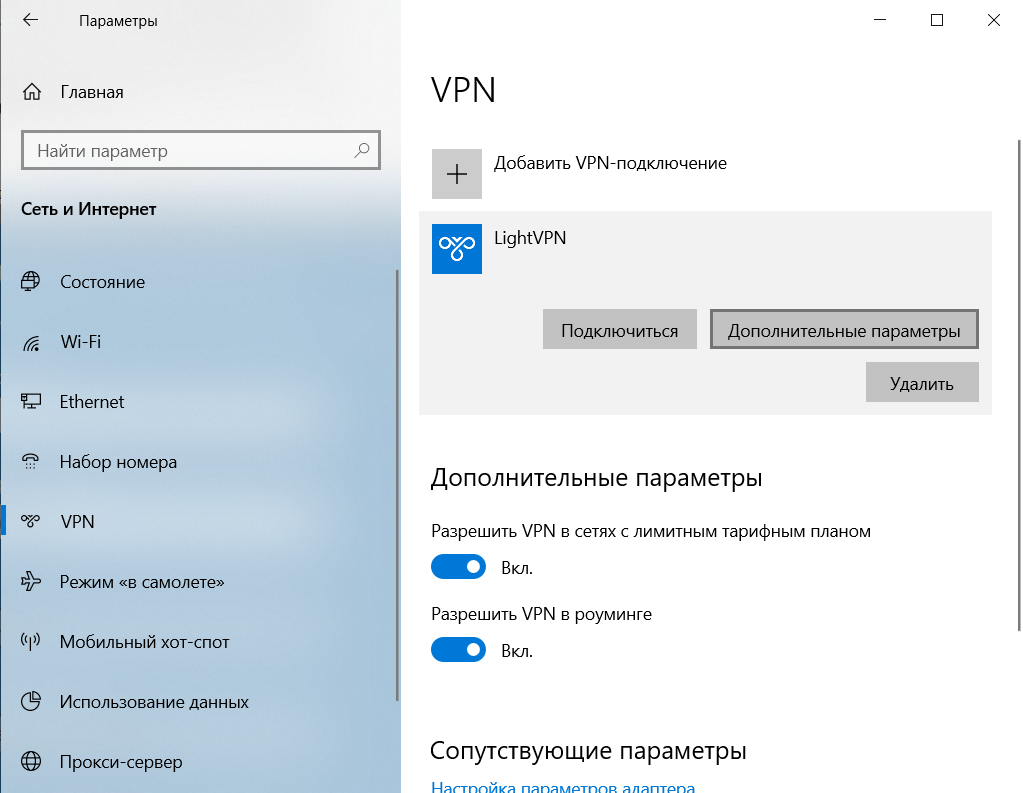 Параметры
Главная
Найти параметр
Сеть и Интернет
Состояние
Wi-Fi
Ethernet
Набор номера
VPN
Режим «в самолете»
Мобильный хот-спот
Использование данных
Прокси-сервер
VPN
Добавить VPN-подключение
LightVPN
Подключиться
Дополнительные параметры
Удалить
Дополнительные параметры
Разрешить VPN в сетях с лимитным тарифным планом
Вкл.
Разрешить VPN в роуминге
Вкл.
Сопутствующие параметры
Настройка параметров адаптера